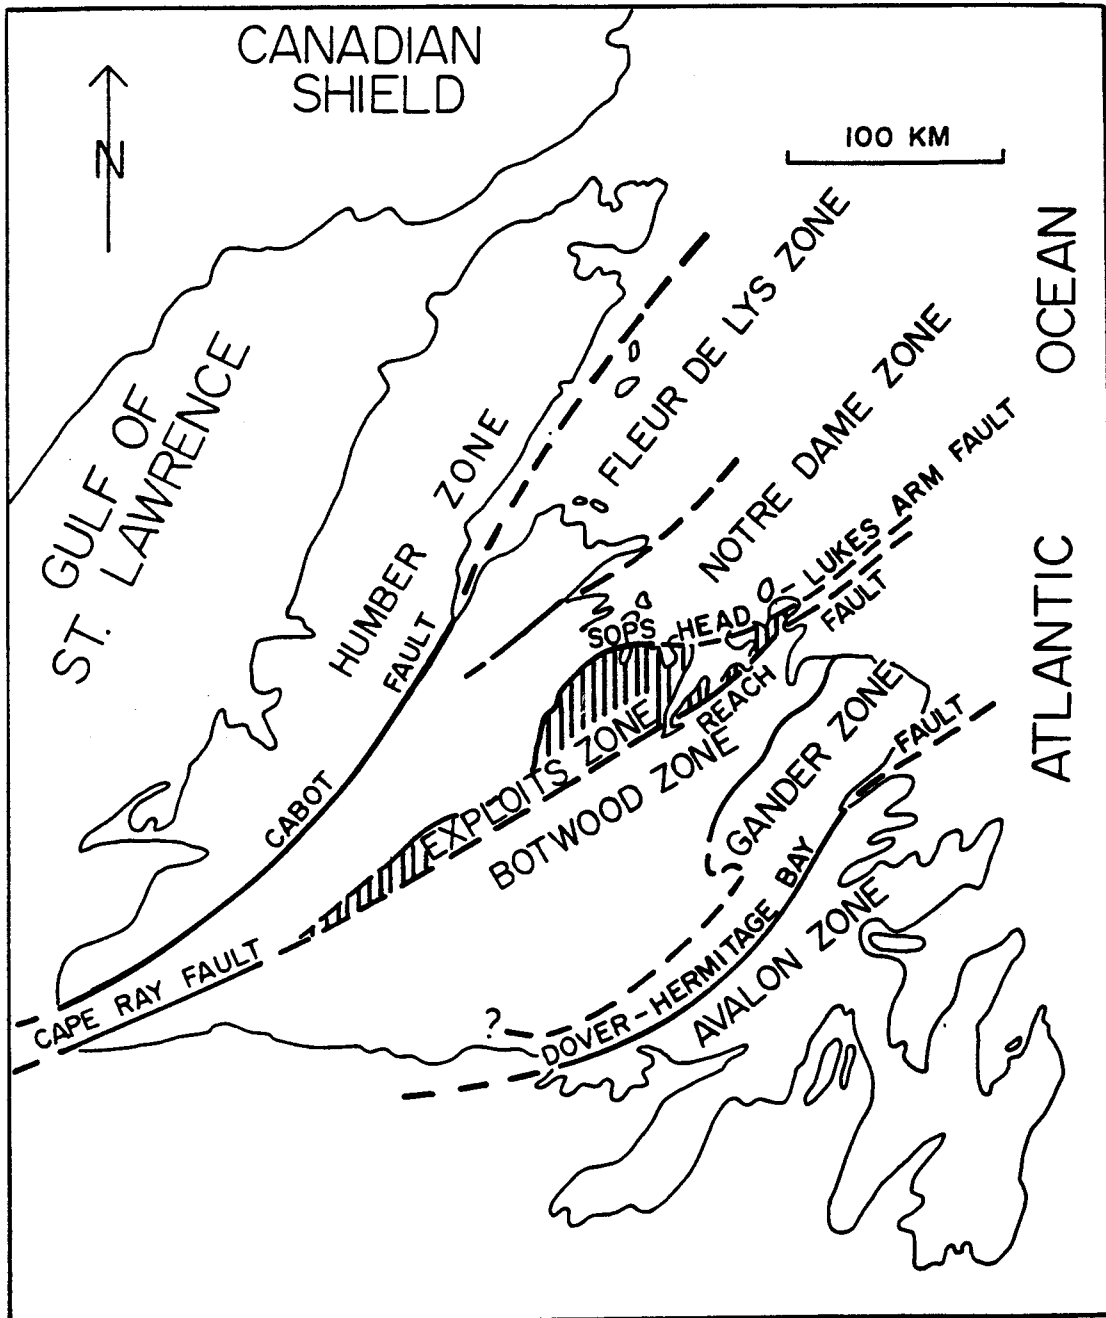 CANADIAN
SHIELD
N
100 KM
OCEAN
ATLANTIC
GULF OF
ST. LAWRENCE
HUMBER ZONE
FLEUR DE LYS ZONE
NOTRE DAME ZONE
CABOT FAULT
LUKES ARM FAULT
SOPS HEAD
REACH FAULT
EXPLOITS ZONE
BOTWOOD ZONE
GANDER ZONE
CAPE RAY FAULT
?
DOVER-HERMITAGE BAY FAULT
AVALON ZONE